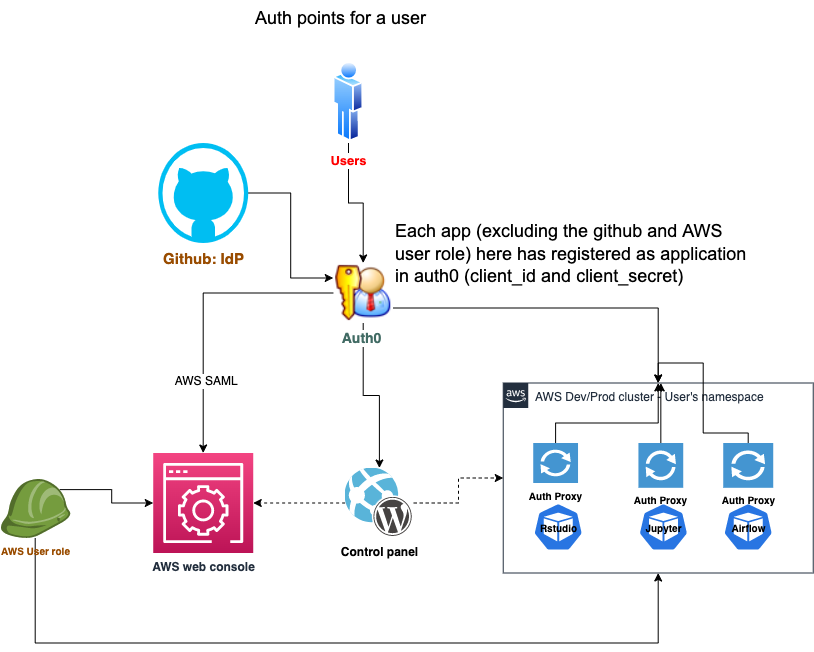 Auth points for a user
Users
Github: IdP
Each app (excluding the github and AWS
user role) here has registered as application
in auth0 (client_id and client_secret)
Auth0
AWS SAML
aws
AWS Dev/Prod cluster - User's namespace
Auth Proxy
Auth Proxy
Auth Proxy
Rstudio
Jupyter
Airflow
AWS User role
AWS web console
W
Control panel